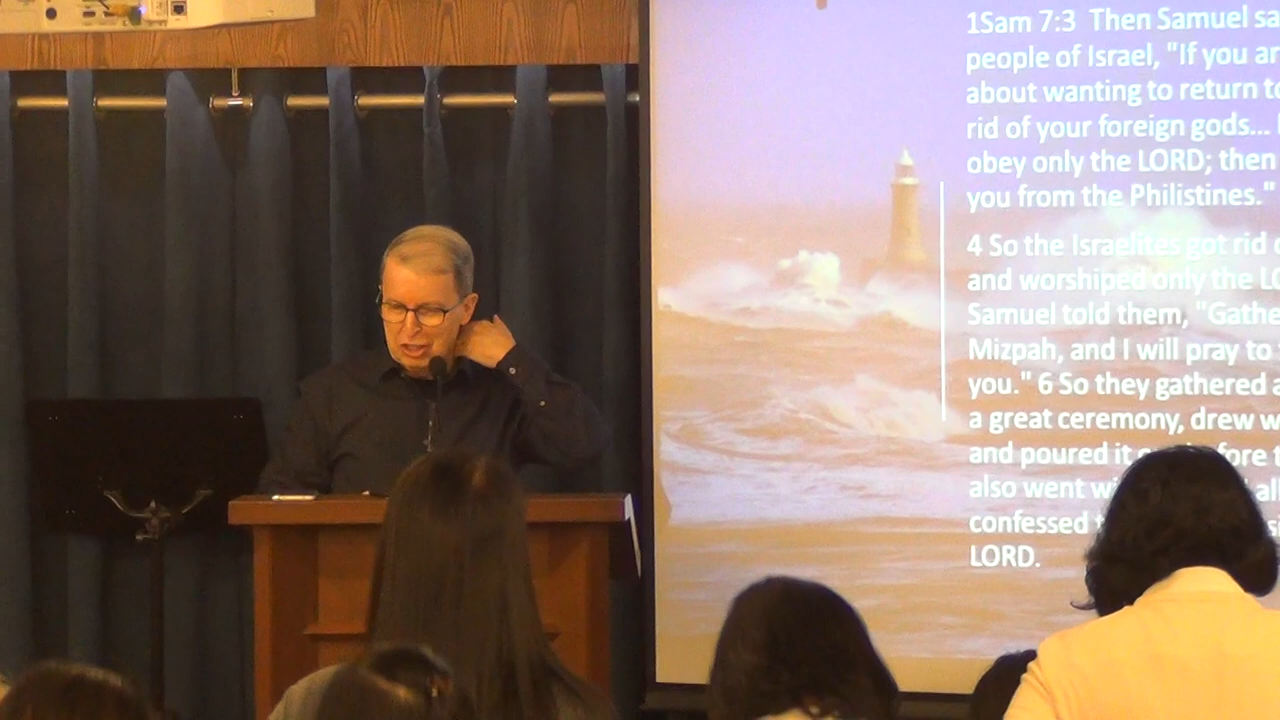 1Sam 7:3 Then Samuel sa
people of Israel, "If you ar
about wanting to return to
rid of your foreign gods...
obey only the LORD; then
you from the Philistines."
4 So the Israelites got rid
and worshiped only the LO
Samuel told them, "Gathe
Mizpah, and I will pray to
you." 6 So they gathered a
a great ceremony, drew w
and poured it
also went
confessed
LORD.